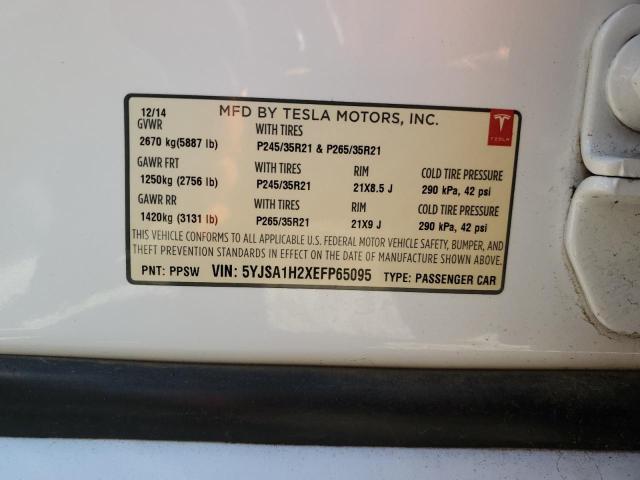 12/14 MFD BY TESLA MOTORS, INC.
GVWR WITH TIRES
2670 kg(5887 lb) P245/35R21 & P265/35R21
TESLA
GAWR FRT WITH TIRES RIM COLD TIRE PRESSURE
1250kg (2756 lb) P245/35R21 21X8.5 J 290 kPa, 42 psi
GAWR RR WITH TIRES RIM COLD TIRE PRESSURE
1420kg (3131 lb) P265/35R21 21X9 J 290 kPa, 42 psi
THIS VEHICLE CONFORMS TO ALL APPLICABLE U.S. FEDERAL MOTOR VEHICLE SAFETY, BUMPER, AND
THEFT PREVENTION STANDARDS IN EFFECT ON THE DATE OF MANUFACTURE SHOWN ABOVE.
PNT: PPSW VIN: 5YJSA1H2XEFP65095 TYPE: PASSENGER CAR